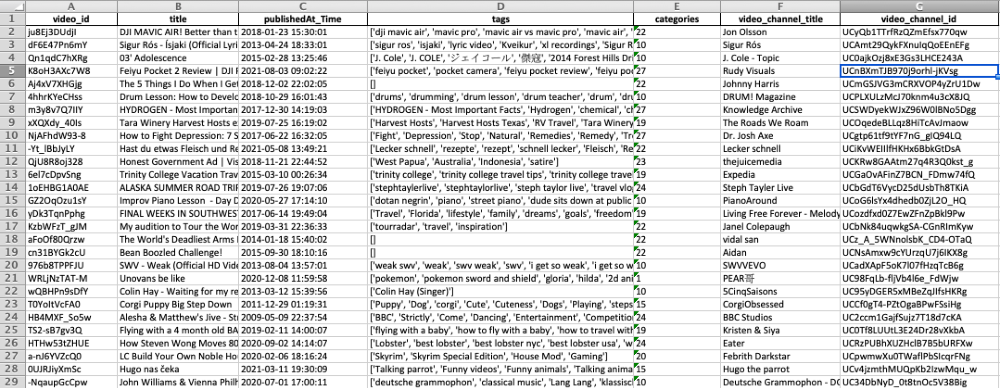 A B C D E F G
1 video_id title publishedAt_Time tags categories video_channel_title video_channel_id
2 ju8Ej3DUdjI DJI MAVIC AIR! Better than t 2018-01-23 15:30:01 ['dji mavic air', 'mavic pro', 'mavic air vs mavic pro', 'mavic air', ' 22 Jon Olsson UCyQb1TTrfRzQZmEfsx770qw
3 dF6E47Pn6mY Sigur Rós - Ísjaki (Official Lyri 2013-04-24 18:33:01 ['sigur ros', 'isjaki', 'lyric video', 'Kveikur', 'xl recordings', 'Sigur R 10 Sigur Rós UCAmt29QykFXnuIqQoEEnEFg
4 Qn1qdC7hXRg 03' Adolescence 2015-02-28 13:25:46 ['J. Cole', 'J. COLE', 'ジェイコール', '傑寇', '2014 Forest Hills Dri 10 J. Cole - Topic UC0ajkOzj8xE3Gs3LHCE243A
5 K8oH3AXc7W8 Feiyu Pocket 2 Review | DJI 2021-08-03 09:02:22 ['feiyu pocket', 'pocket camera', 'feiyu pocket review', 'feiyu po 27 Rudy Visuals UCnBXmTJB970j9orhl-jKVsg
6 Aj4xV7XHGjg The 5 Things I Do When I Get 2018-12-02 22:02:05 [] 22 Johnny Harris UCmGSJVG3mCRXVOP4yZrU1Dw
7 4hhrKYeCHss Drum Lesson: How to Develo 2018-10-29 16:01:43 ['drums', 'drumming', 'drum lesson', 'drum teacher', 'drum', 'dru 10 DRUM! Magazine UCPLXULzMcJ70knm4u3cX8JQ
8 m3y8v7Q7IIY HYDROGEN - Most Importan 2017-12-30 14:19:03 ['HYDROGEN - Most Important Facts', 'Hydrogen', 'chemical', 'cl 27 Knowledge Archive UCSWDyekWJxZ96W0lBNo5Dgg
9 xXQXdy_40Is Tara Winery Harvest Hosts e 2019-07-25 16:19:02 ['Harvest Hosts', 'Harvest Hosts Texas', 'RV Travel', 'Tara Winery 19 The Roads We Roam UCOqedeBLLqz8HiTcAvJmaow
10 NjAFhdW93-8 How to Fight Depression: 7 S 2017-06-22 16:32:05 ['Fight', 'Depression', 'Stop', 'Natural', 'Remedies', 'Remedy', 'Tr 27 Dr. Josh Axe UCgtp61tf9tYF7nG_gIQ94LQ
11 -Yt_lBbJyLY Hast du etwas Fleisch und Re 2021-05-08 13:49:21 ['Lecker schnell', 'rezepte', 'rezept', 'schnell lecker', 'Fleisch', 'Re 22 Lecker schnell UCiKvWEIIlfHKHx6BbkGtDsA
12 QjU8R8oj328 Honest Government Ad | Vis 2018-11-21 22:44:52 ['West Papua', 'Australia', 'Indonesia', 'satire'] 23 thejuicemedia UCKRw8GAAtm27q4R3Q0kst_g
13 6el7cDpvSng Trinity College Vacation Trav 2015-03-10 00:26:34 ['trinity college', 'trinity college travel tips', 'trinity college trave 19 Expedia UCGaOvAFinZ7BCN_FDmw74fQ
14 1oEHBG1A0AE ALASKA SUMMER ROAD TRIP 2019-07-26 19:07:06 ['stephtaylerlive', 'stephtaylorlive', 'steph taylor live', 'travel vlo 24 Steph Tayler Live UCbGdT6VycD25dUsbTh8TKiA
15 GZ2OqOzu1sY Improv Piano Lesson - Day D 2020-05-27 17:14:10 ['dotan negrin', 'piano', 'street piano', 'dude sits down at public 10 PianoAround UCoG6lsYx4dhedb0ZjL2O_HQ
16 yDk3TqnPphg FINAL WEEKS IN SOUTHWES 2017-06-14 19:49:04 ['Travel', 'Florida', 'lifestyle', 'family', 'dreams', 'goals', 'freedom' 19 Living Free Forever - Melody UCozdfxd0Z7EwZFnZpBkl9Pw
17 KzbWFzT_gJM My audition to Tour the Wor 2019-03-31 22:36:33 ['tourradar', 'travel', 'inspiration'] 22 Janel Colepaugh UCbNk84uqwkgSA-CGnRImKyw
18 aFoOf80Qrzw The World's Deadliest Arms 2014-01-18 15:40:02 [] 22 vidal san UCz_A_5WNnolsbK_CD4-OTaQ
19 cn31BYGk2cU Bean Boozled Challenge! 2015-09-30 18:10:16 [] 22 Aidan UCNsAmxw9cYUrzqU7j6IKX8g
20 976b8TPPFJU SWV - Weak (Official HD Vide 2013-08-04 13:57:01 ['weak swv', 'weak', 'swv weak', 'swv', 'i get so weak', 'i get so w 10 SWVVEVO UCadXApF5oK7l07fHzqTcB6g
21 WRLjNzTAT-M Unovans be like 2020-12-08 11:59:58 ['pokemon', 'pokemon sword and shield', 'gloria', 'hilda', '2d ani 1 PEAR哥 UC98FqLb-fljVb4l6e_FdWjw
22 wQBHPn9sDfY Colin Hay - Waiting for my re 2013-03-12 15:39:56 ['Colin Hay (Singer)'] 10 5CinqSaisons UC95yDGER5xMBeZqJIfsHKRg
23 T0YoItVcFA0 Corgi Puppy Big Step Down 2011-12-29 01:19:31 ['Puppy', 'Dog', 'corgi', 'Cute', 'Cuteness', 'Dogs', 'Playing', 'steps 15 CorgiObsessed UCCf0gT4-PZtOgaBPwFSsiHg
24 HB4MXF_So5w Alesha & Matthew's Jive - St 2009-05-09 22:37:54 ['BBC', 'Strictly', 'Come', 'Dancing', 'Entertainment', 'Competitio 24 BBC Studios UC2ccm1GajfSujz7T18d7cKA
25 TS2-sB7gv3Q Flying with a 4 month old BA 2019-02-11 14:00:07 ['flying with a baby', 'how to fly with a baby', 'how to travel with 19 Kristen & Siya UC0Tf8LUUtL3E24Dr28vXkbA
26 HTHw53tZHUE How Steven Wong Moves 80 2020-09-02 14:14:07 ['Lobster', 'best lobster', 'best lobster nyc', 'best lobster usa', 'w 24 Eater UCRzPUBhXUZHclB7B5bURFXw
27 a-nJ6YVZcQ0 LC Build Your Own Noble Ho 2020-02-06 18:16:24 ['Skyrim', 'Skyrim Special Edition', 'House Mod', 'Gaming'] 20 Febrith Darkstar UCpwmwXu0TWaflPbSIcqrFNg
28 0UJRJiyXmSc Hugo nas čeka 2021-03-11 19:30:09 ['Talking parrot', 'Funny videos', 'Funny animals', 'Talking anima 15 Hugo the parrot UCv4jzmthMUQpKb2IzwMqu_w
29 -NqaupGcCpw John Williams & Vienna Philh 2020-07-01 17:00:11 ['deutsche grammophon', 'classical music', 'Lang Lang', 'klassisc 10 Deutsche Grammophon - DG UC34DbNyD_0t8tnOc5V38Big